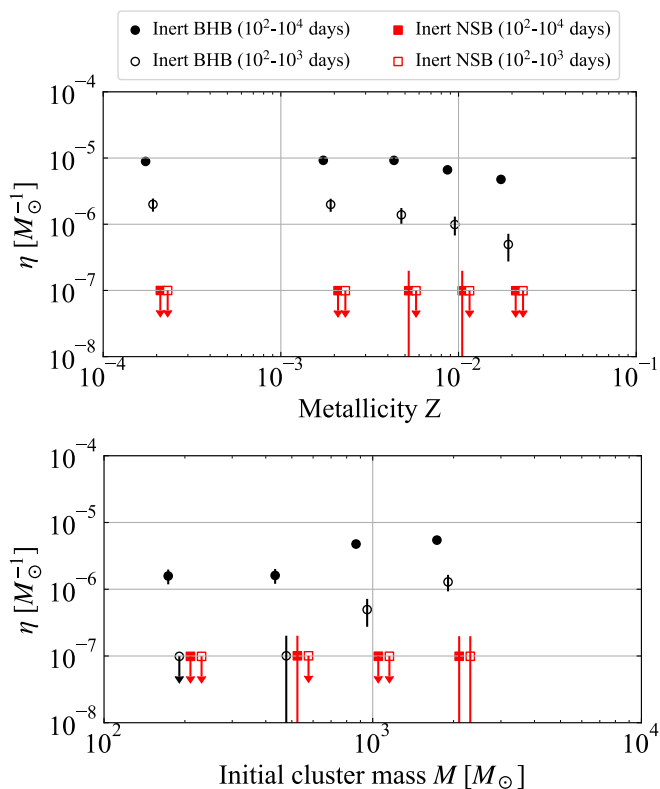 Inert BHB (10²-10⁴ days) Inert NSB (10²-10⁴ days)
Inert BHB (10²-10³ days) Inert NSB (10²-10³ days)
10⁻⁴
10⁻⁵
10⁻⁶
10⁻⁷
10⁻⁸
η [M⊙⁻¹]
10⁻⁴ 10⁻³ 10⁻² 10⁻¹
Metallicity Z
10⁻⁴
10⁻⁵
10⁻⁶
10⁻⁷
10⁻⁸
η [M⊙⁻¹]
10² 10³ 10⁴
Initial cluster mass M [M⊙]